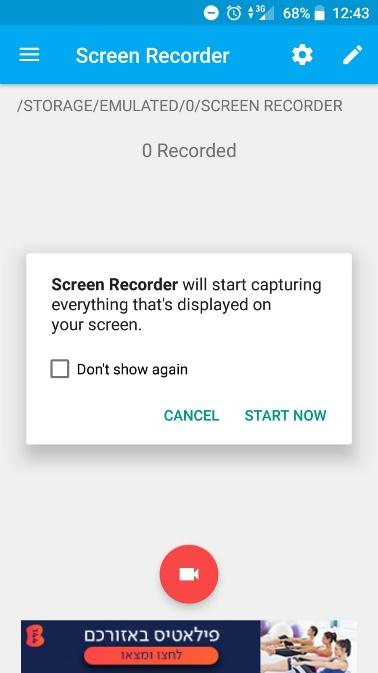 3G 68% 12:43
Screen Recorder
/STORAGE/EMULATED/0/SCREEN RECORDER
0 Recorded
Screen Recorder will start capturing
everything that's displayed on
your screen.
Don't show again
CANCEL START NOW
פילאטיס באזורכם
לחצו ומצאו
144